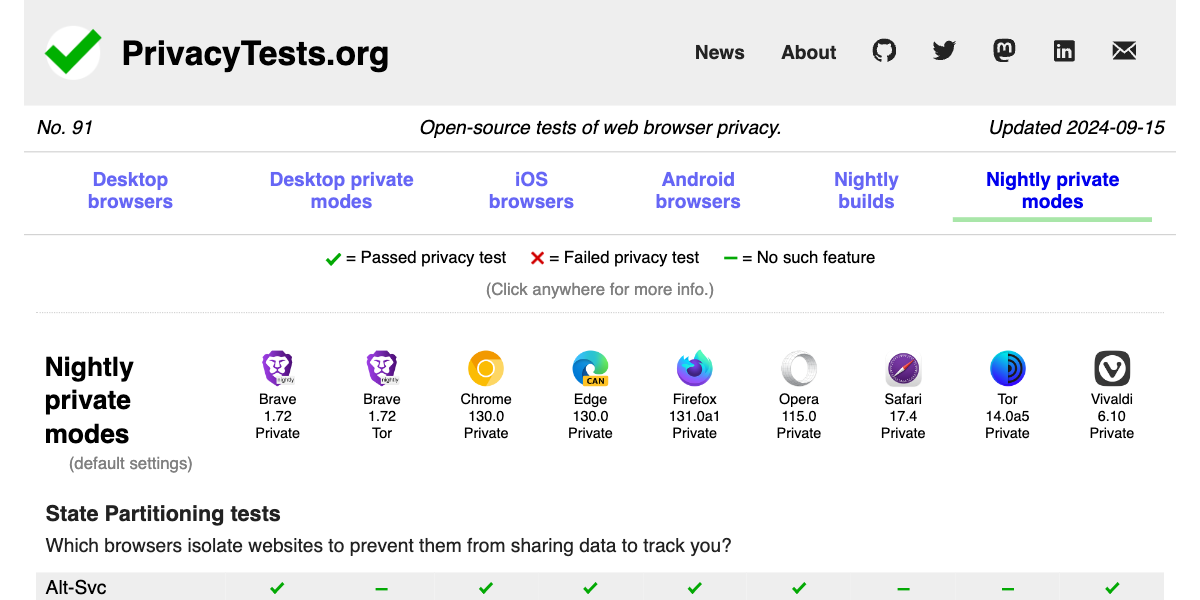 PrivacyTests.org
News About
No. 91 Open-source tests of web browser privacy. Updated 2024-09-15
Desktop browsers Desktop private modes iOS browsers Android browsers Nightly builds Nightly private modes
= Passed privacy test = Failed privacy test = No such feature
(Click anywhere for more info.)
Nightly private modes
(default settings)
Brave 1.72 Private
Brave 1.72 Tor
Chrome 130.0 Private
CAN
Edge 130.0 Private
Firefox 131.0a1 Private
Opera 115.0 Private
Safari 17.4 Private
Tor 14.0a5 Private
Vivaldi 6.10 Private
State Partitioning tests
Which browsers isolate websites to prevent them from sharing data to track you?
Alt-Svc